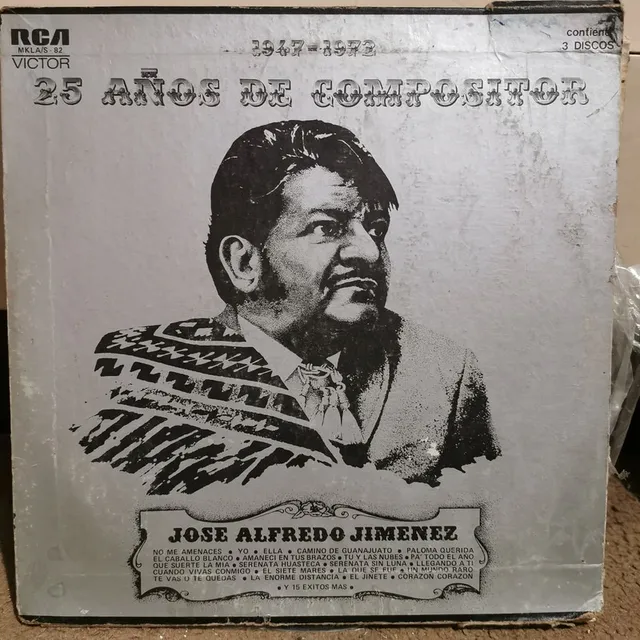 RCA
MKLA/S - 82
VICTOR
contiene
3 DISCOS
1947-1972
25 AÑOS DE COMPOSITOR
JOSE ALFREDO JIMENEZ
NO ME AMENACES • YO • ELLA • CAMINO DE GUANAJUATO • PALOMA QUERIDA
EL CABALLO BLANCO • AMANECI EN TUS BRAZOS • TU Y LAS NUBES • PA' TODO EL AÑO
QUE SUERTE LA MIA • SERENATA HUASTECA • SERENATA SIN LUNA • LLEGANDO A TI
CUANDO VIVAS CONMIGO • EL SIETE MARES • LA QUE SE FUE • UN MUNDO RARO
TE VAS O TE QUEDAS • LA ENORME DISTANCIA • EL JINETE • CORAZON CORAZON
• Y 15 EXITOS MAS •